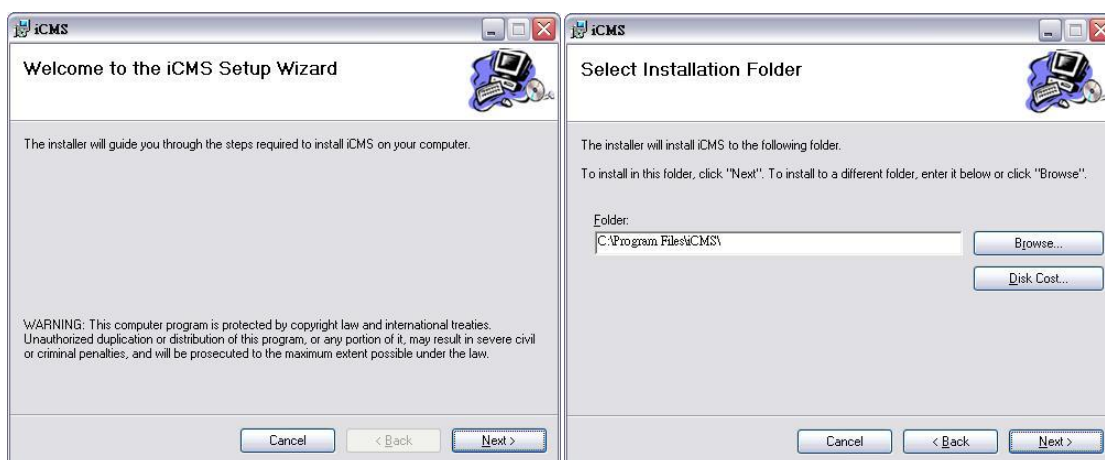 iCMS
Welcome to the iCMS Setup Wizard
The installer will guide you through the steps required to install iCMS on your computer.
WARNING: This computer program is protected by copyright law and international treaties.
Unauthorized duplication or distribution of this program, or any portion of it, may result in severe civil
or criminal penalties, and will be prosecuted to the maximum extent possible under the law.
Cancel
< Back
Next >
iCMS
Select Installation Folder
The installer will install iCMS to the following folder.
To install in this folder, click "Next". To install to a different folder, enter it below or click "Browse".
Folder:
C:\Program Files\iCMS\
Browse...
Disk Cost...
Cancel
< Back
Next >